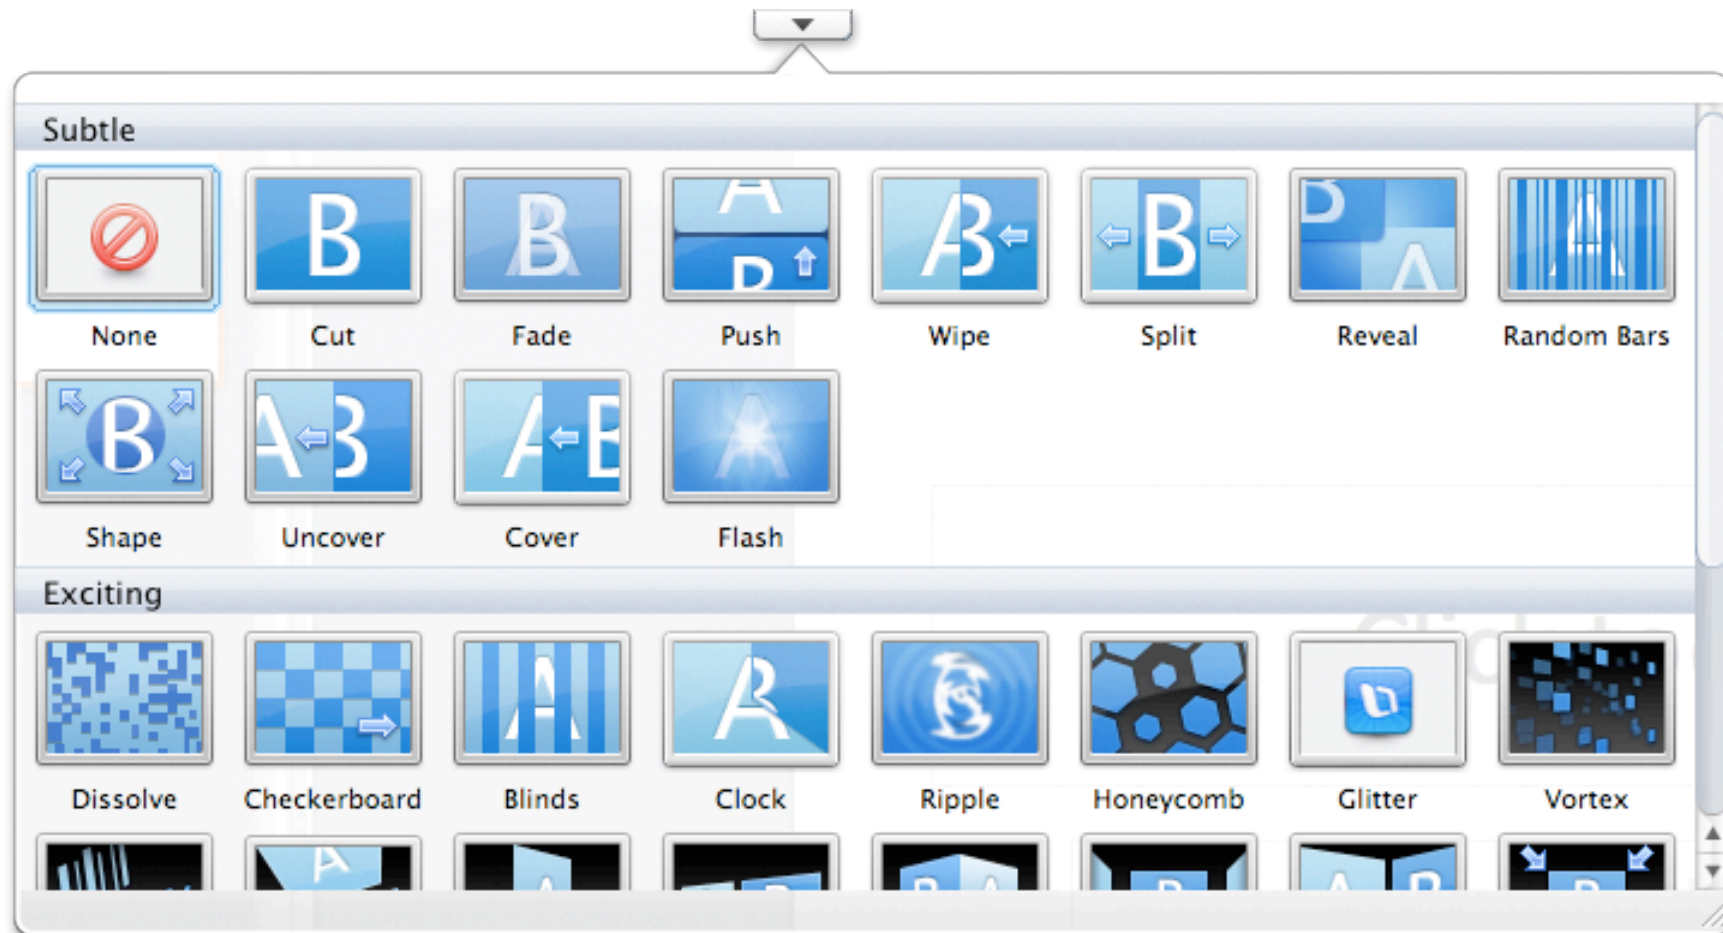 Subtle
None Cut Fade Push Wipe Split Reveal Random Bars
Shape Uncover Cover Flash
Exciting
Dissolve Checkerboard Blinds Clock Ripple Honeycomb Glitter Vortex